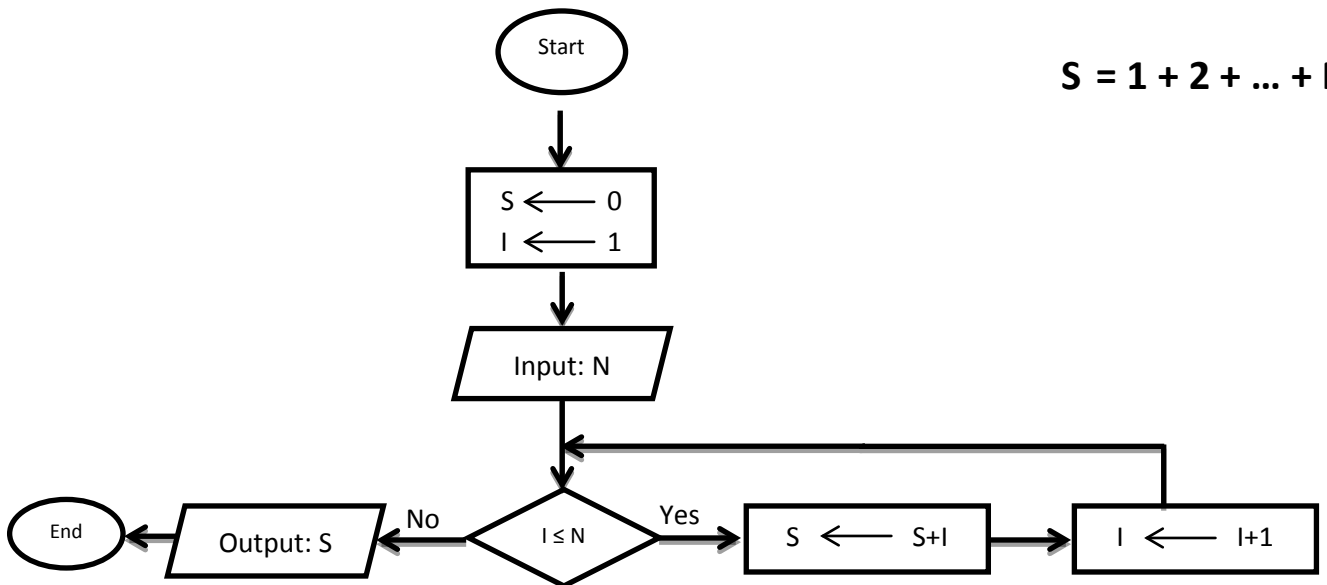 Start
S = 1 + 2 + … +
S ← 0
I ← 1
Input: N
I ≤ N
No
Yes
Output: S
End
S ← S+I
I ← I+1